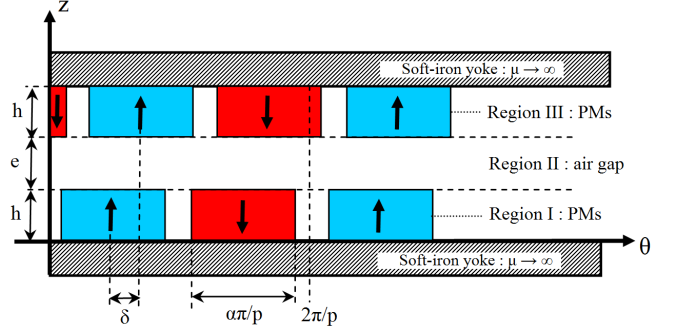 z
Soft-iron yoke : μ → ∞
h
Region III : PMs
e
Region II : air gap
h
Region I : PMs
θ
Soft-iron yoke : μ → ∞
δ
απ/p
2π/p